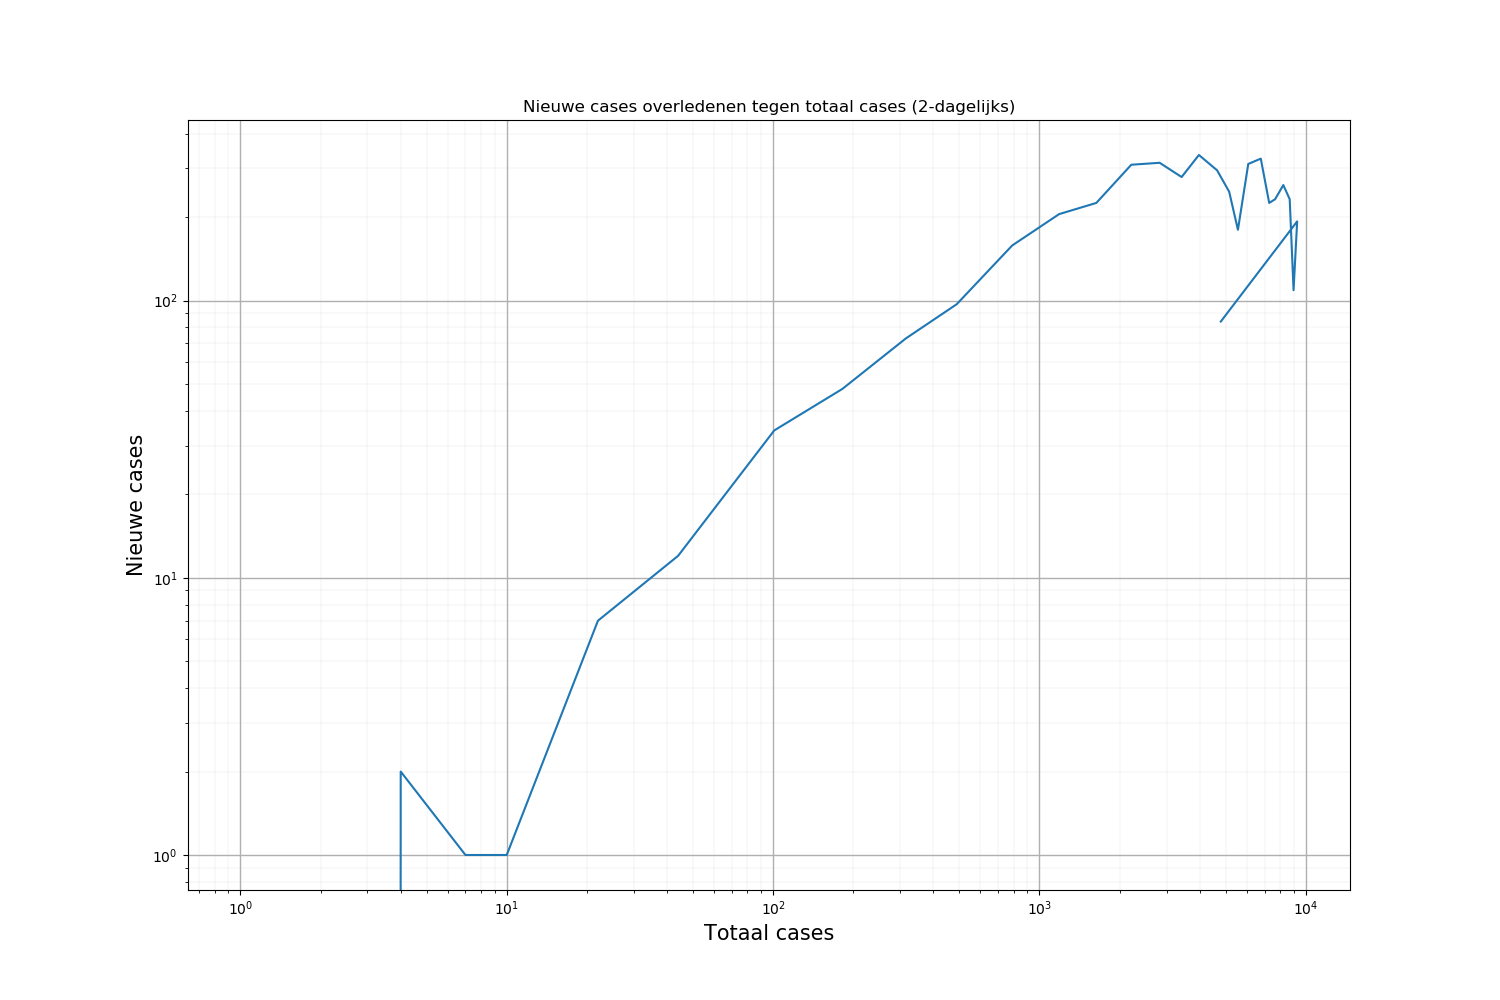 Nieuwe cases overledenen tegen totaal cases (2-dagelijks)
Nieuwe cases
10²
10¹
10⁰
10⁰ 10¹ 10² 10³ 10⁴
Totaal cases